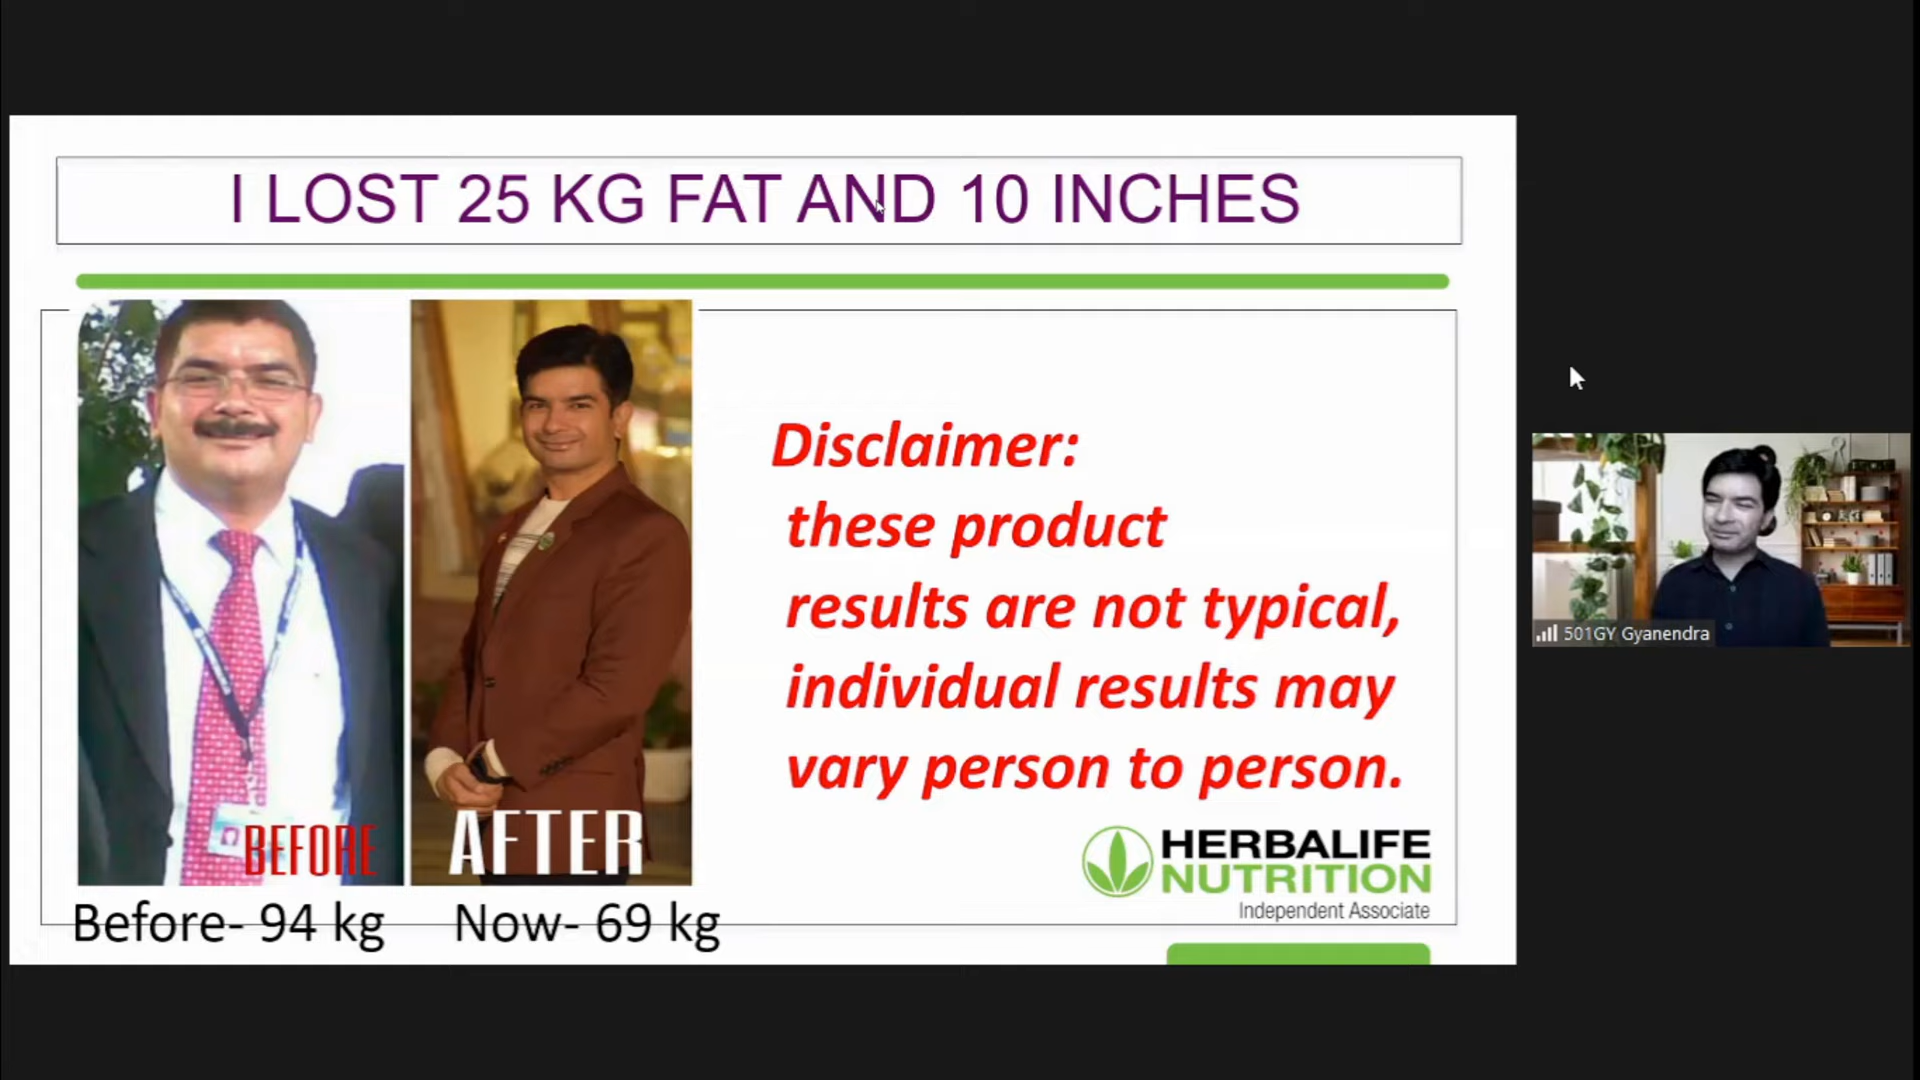 I LOST 25 KG FAT AND 10 INCHES
Disclaimer:
these product
results are not typical,
individual results may
vary person to person.
BEFORE
AFTER
HERBALIFE
NUTRITION
Independent Associate
Before- 94 kg
Now- 69 kg
501GY Gyanendra